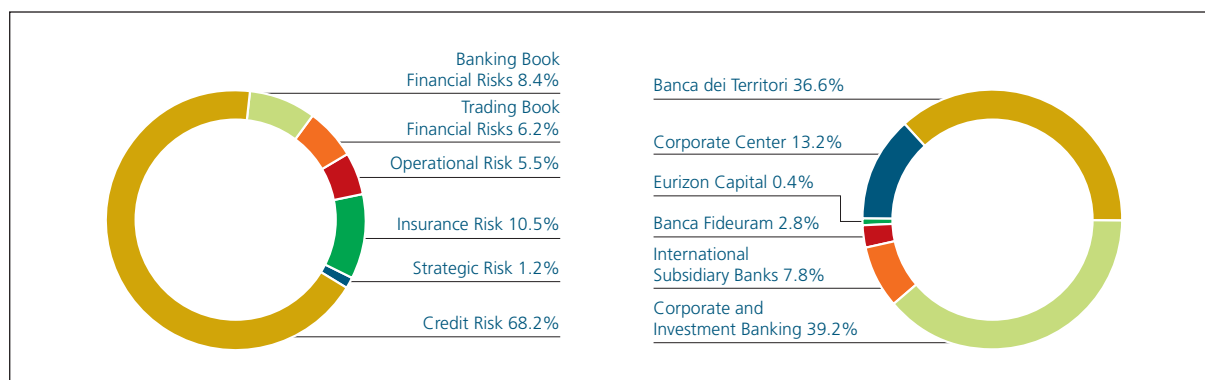 Banking Book
Financial Risks 8.4%
Trading Book
Financial Risks 6.2%
Operational Risk 5.5%
Insurance Risk 10.5%
Strategic Risk 1.2%
Credit Risk 68.2%
Banca dei Territori 36.6%
Corporate Center 13.2%
Eurizon Capital 0.4%
Banca Fideuram 2.8%
International
Subsidiary Banks 7.8%
Corporate and
Investment Banking 39.2%